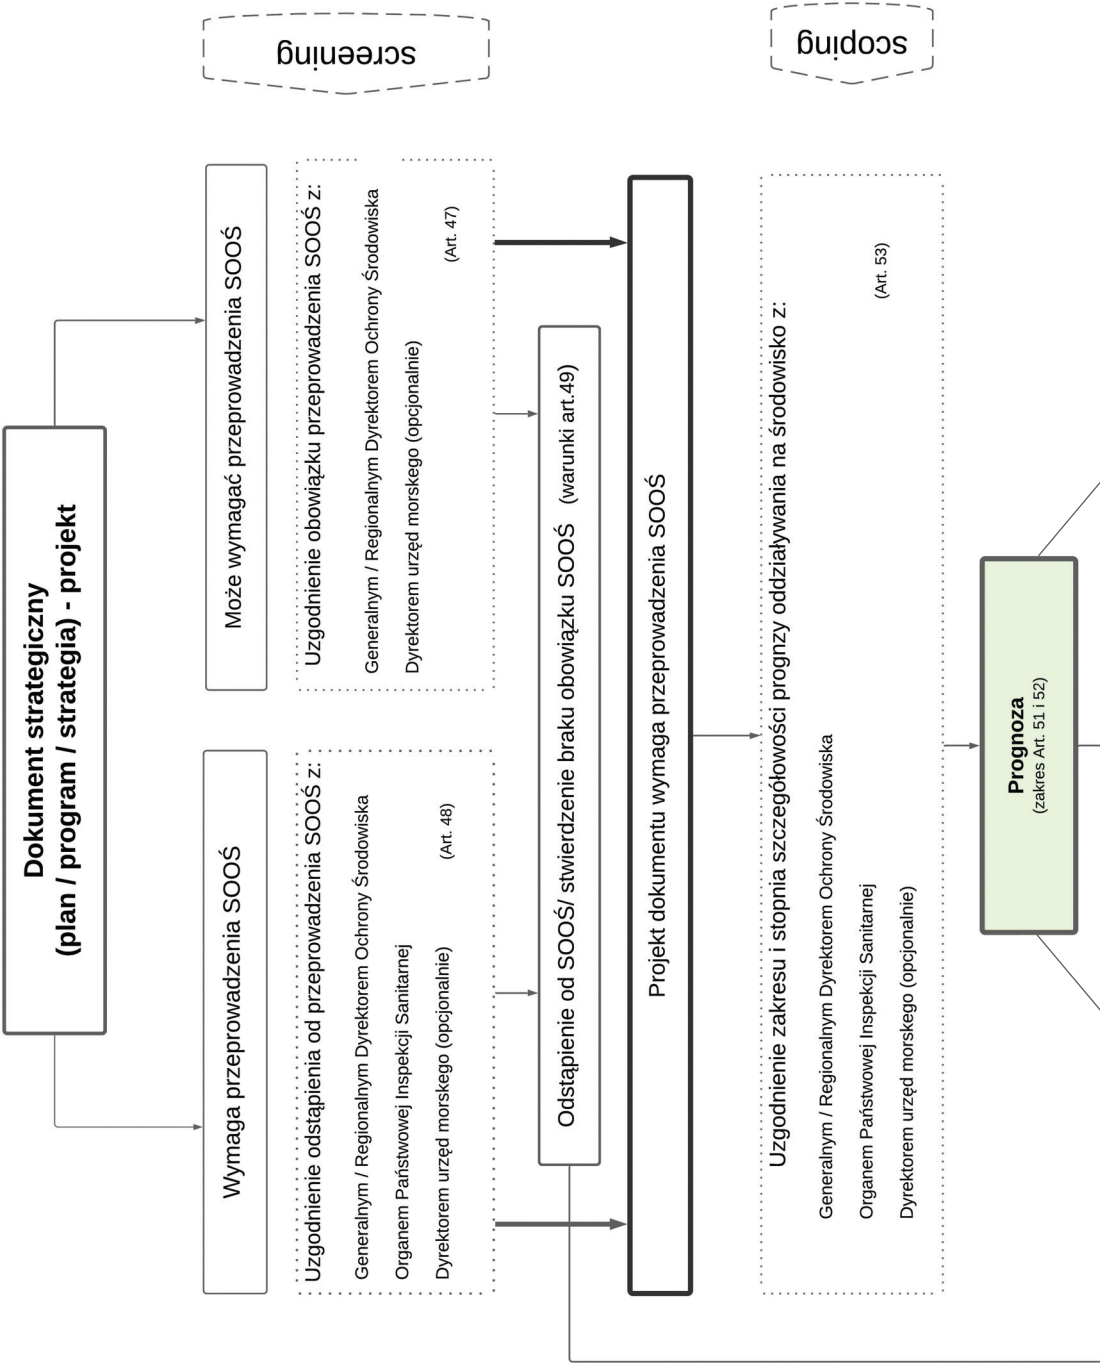 Dokument strategiczny
(plan / program / strategia) - projekt
Wymaga przeprowadzenia SOOŚ
Może wymagać przeprowadzenia SOOŚ
screening
Uzgodnienie odstąpienia od przeprowadzenia SOOŚ z:
Generalnym / Regionalnym Dyrektorem Ochrony Środowiska
Organem Państwowej Inspekcji Sanitarnej
Dyrektorem urzęd morskego (opcjonalnie)
(Art. 48)
Uzgodnienie obowiązku przeprowadzenia SOOŚ z:
Generalnym / Regionalnym Dyrektorem Ochrony Środowiska
Dyrektorem urzęd morskego (opcjonalnie)
(Art. 47)
Odstąpienie od SOOŚ/ stwierdzenie braku obowiązku SOOŚ (warunki art.49)
Projekt dokumentu wymaga przeprowadzenia SOOŚ
scoping
Uzgodnienie zakresu i stopnia szczegółowości prognzy oddziaływania na środowisko z:
Generalnym / Regionalnym Dyrektorem Ochrony Środowiska
Organem Państwowej Inspekcji Sanitarnej
Dyrektorem urzęd morskego (opcjonalnie)
(Art. 53)
Prognoza
(zakres Art. 51 i 52)